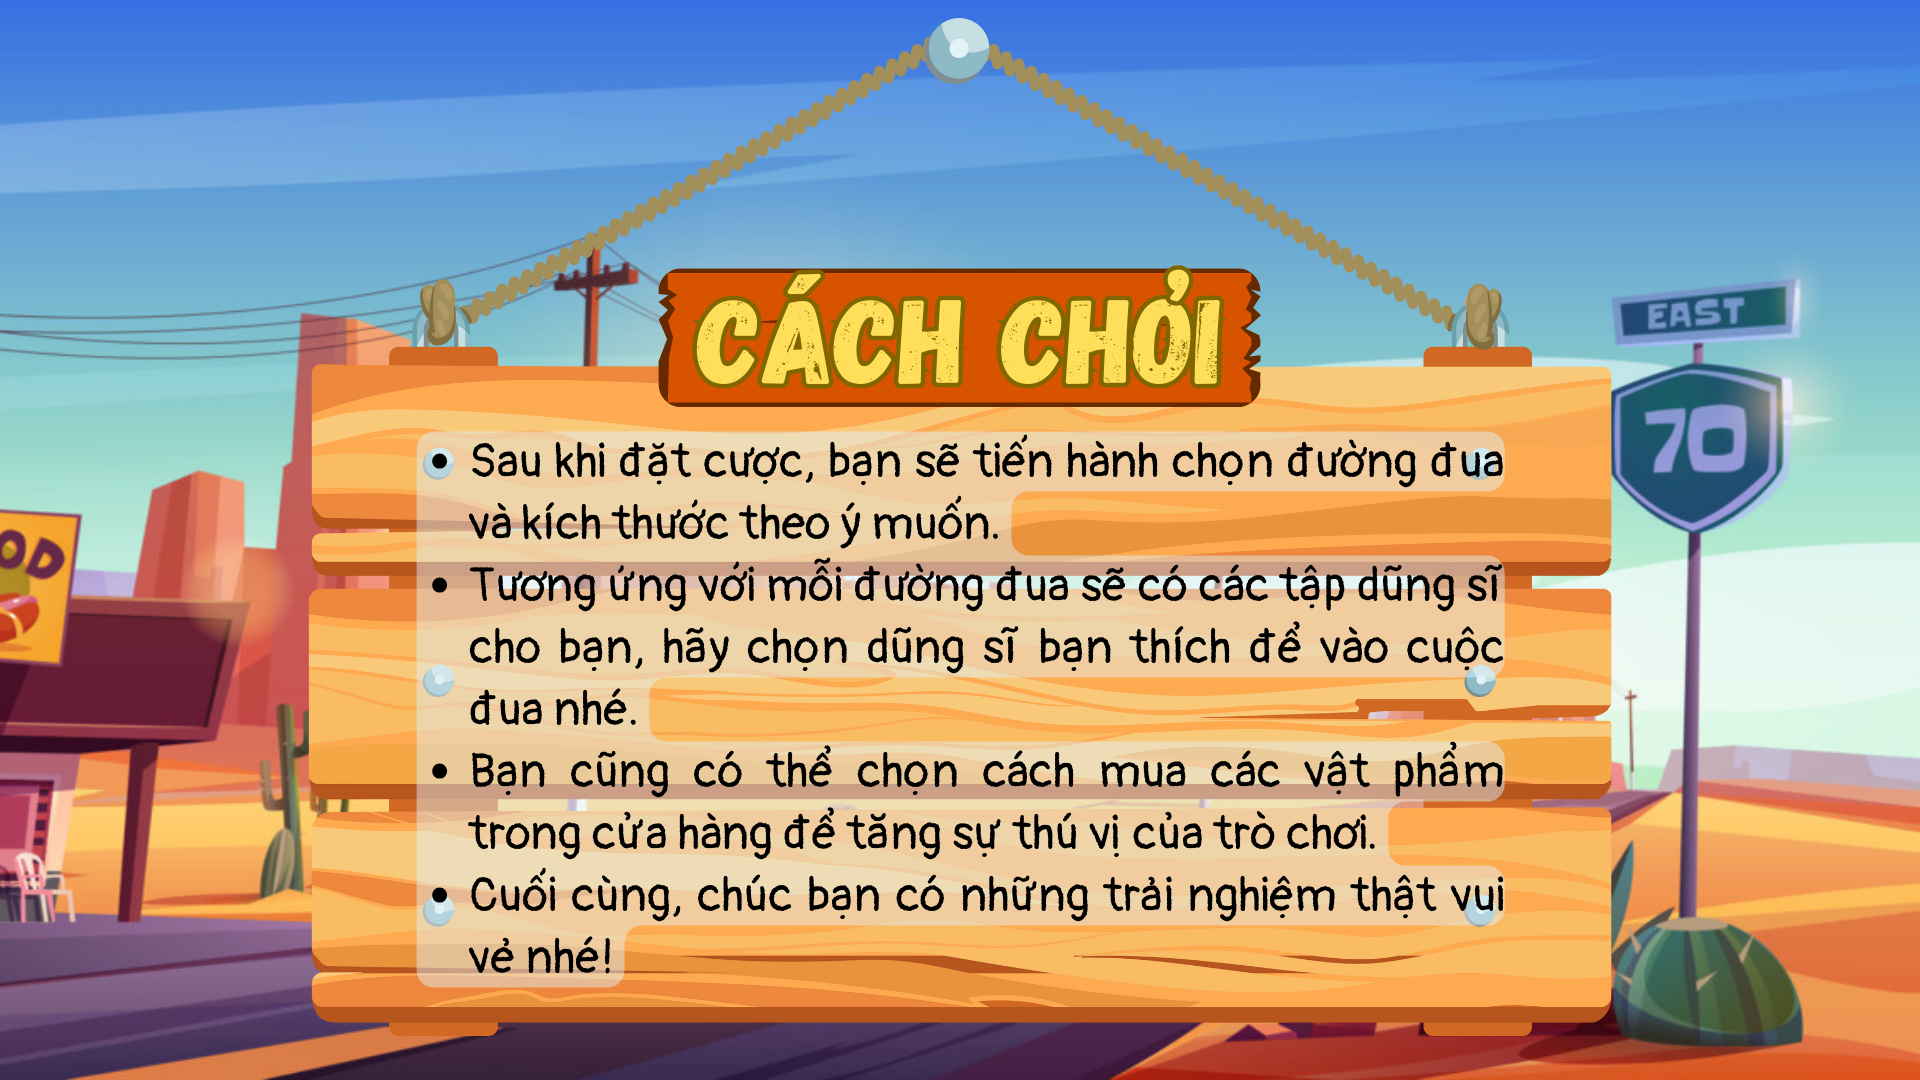 CÁCH CHỎI
EAST
70
OD
Sau khi đặt cược, bạn sẽ tiến hành chọn đường đua
và kích thước theo ý muốn.
Tương ứng với mỗi đường đua sẽ có các tập dũng sĩ
cho bạn, hãy chọn dũng sĩ bạn thích để vào cuộc
đua nhé.
Bạn cũng có thể chọn cách mua các vật phẩm
trong cửa hàng để tăng sự thú vị của trò chơi.
Cuối cùng, chúc bạn có những trải nghiệm thật vui
vẻ nhé!